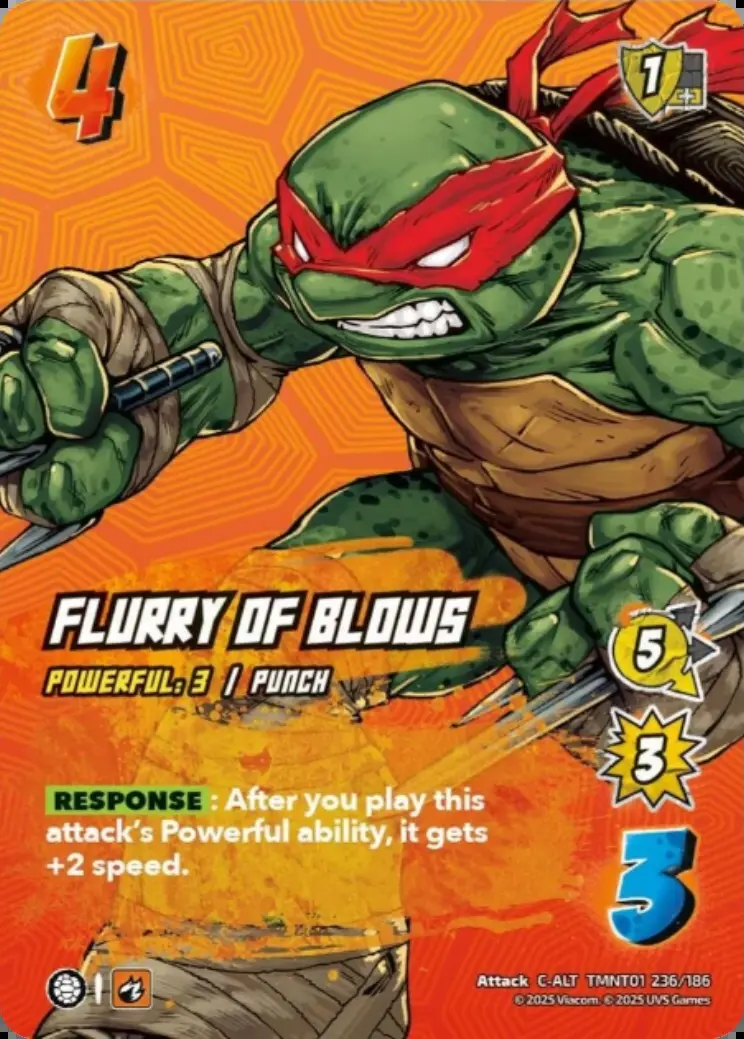 4
1
FLURRY OF BLOWS
POWERFUL: 3 / PUNCH
5
3
RESPONSE : After you play this
attack's Powerful ability, it gets
+2 speed.
3
Attack C-ALT TMNT01 236/186
© 2025 Viacom. © 2025 UVS Games